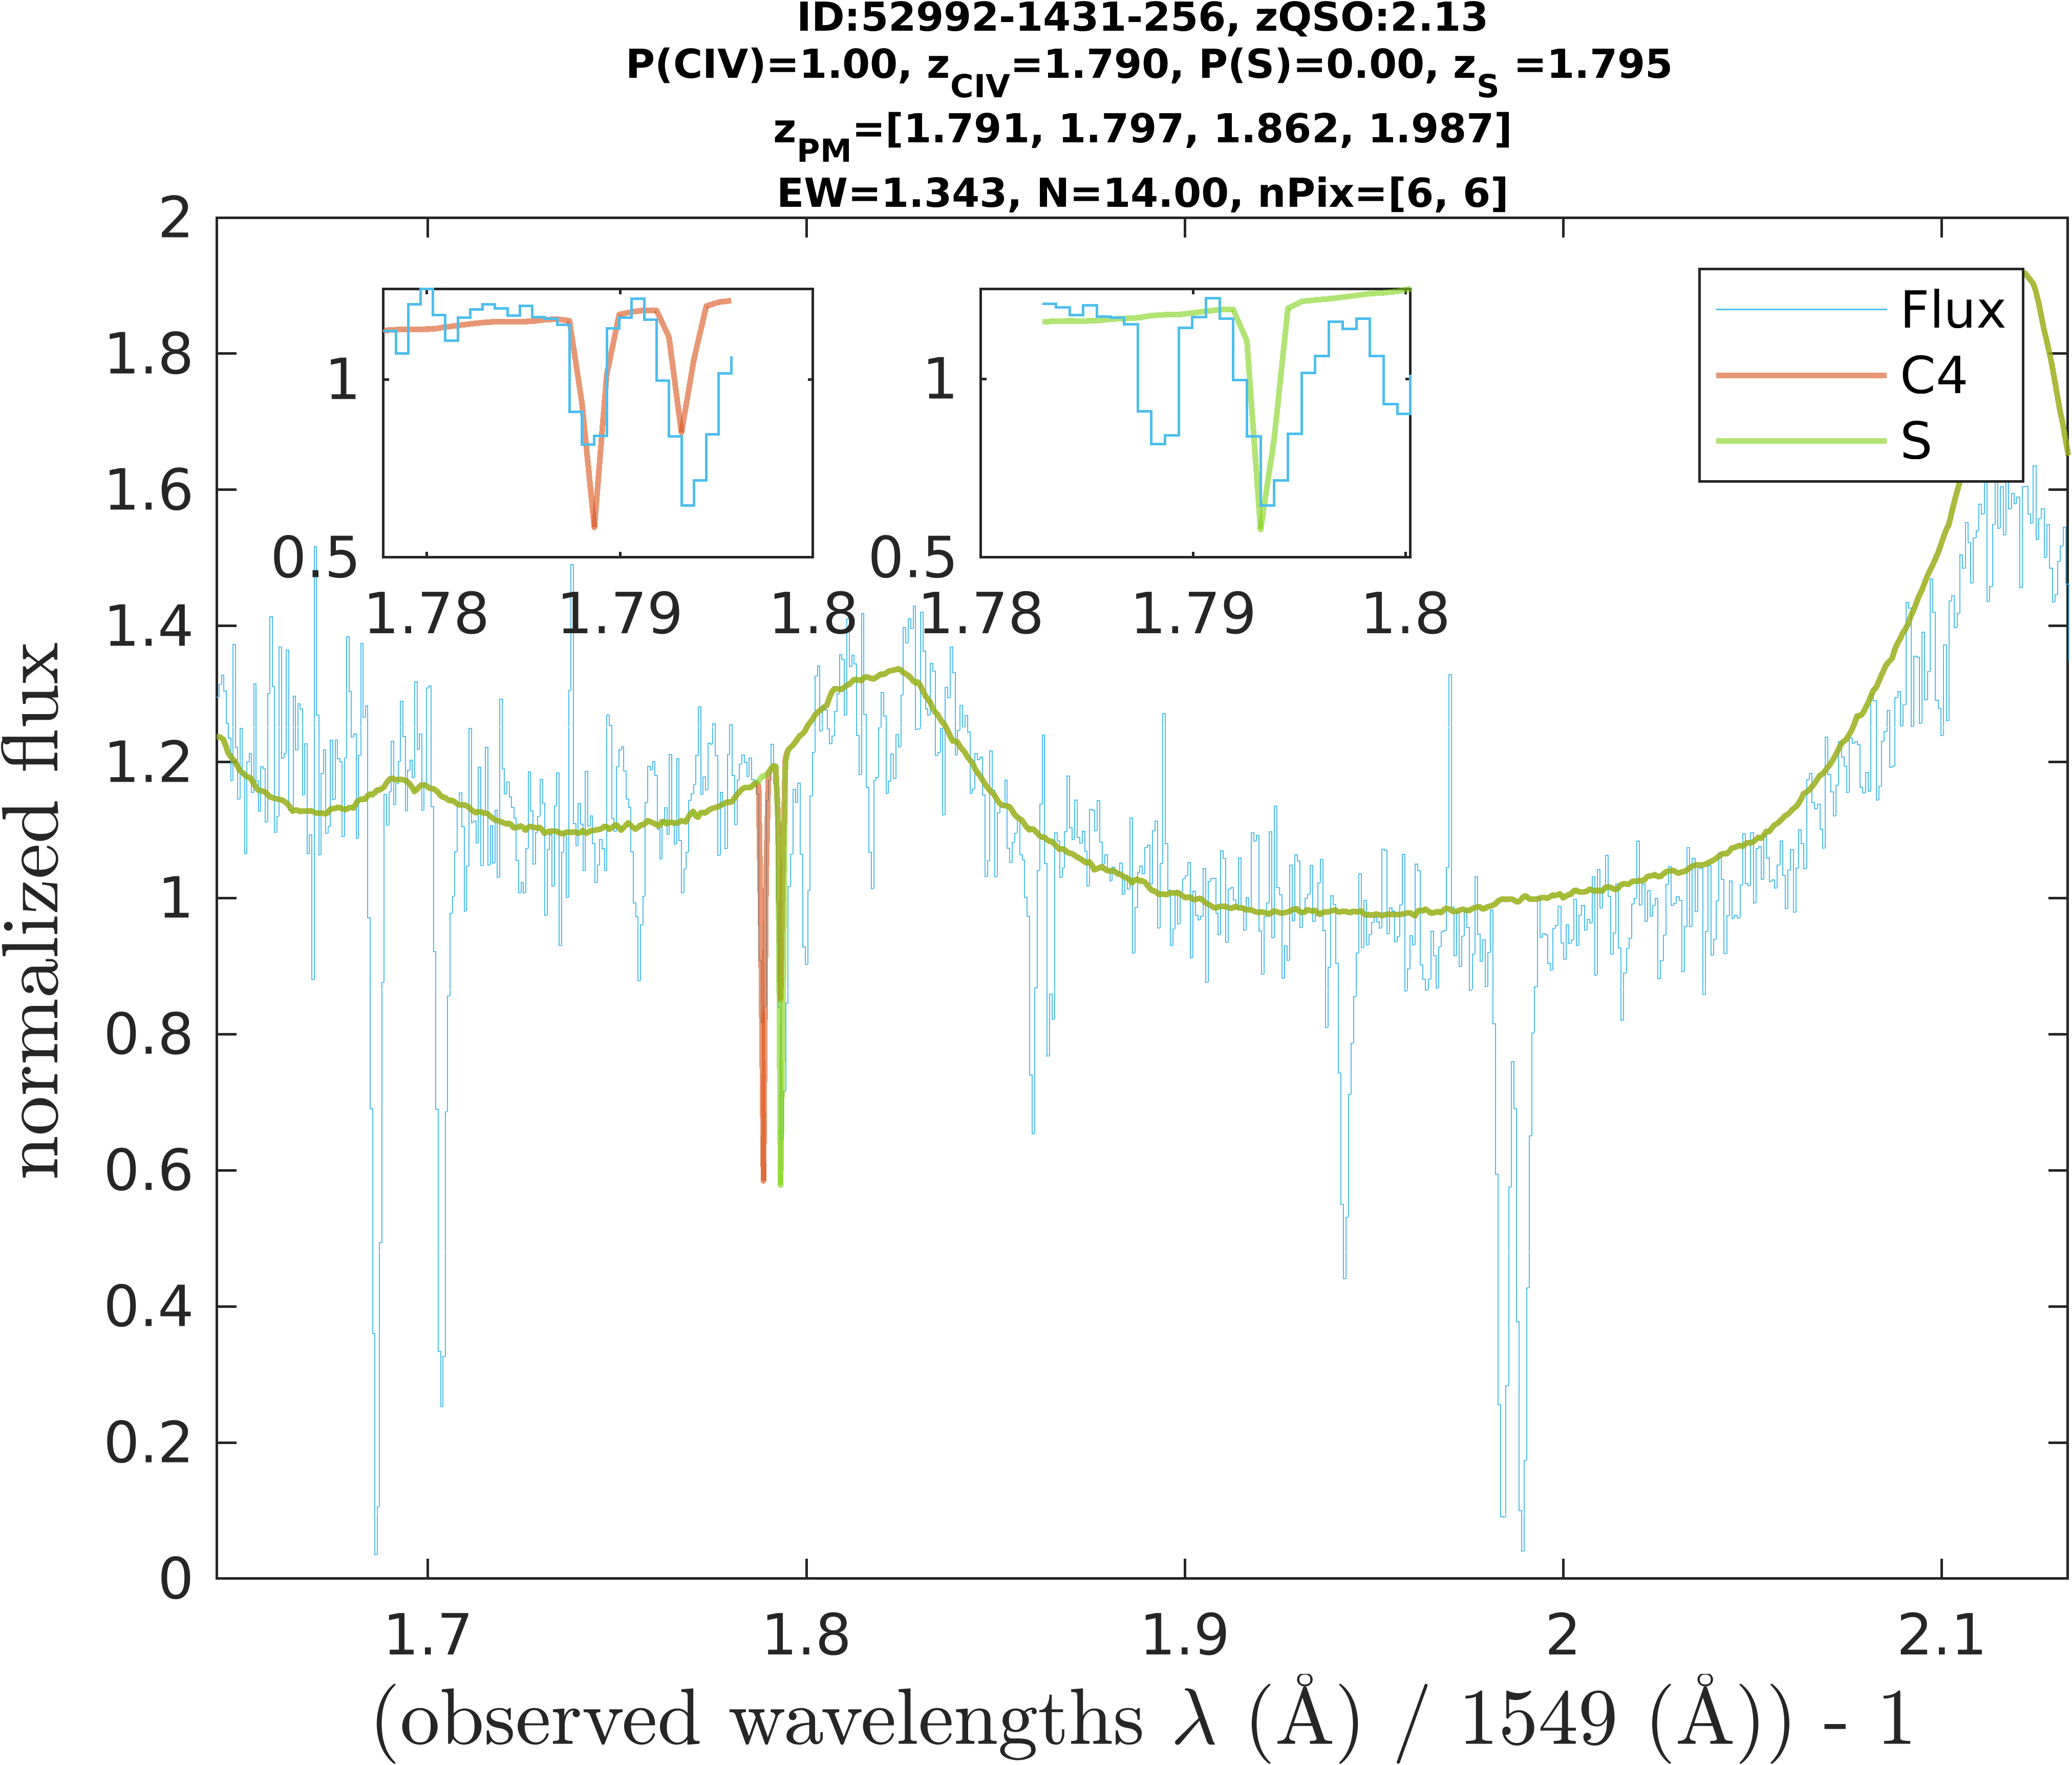 ID:52992-1431-256, zQSO:2.13
P(CIV)=1.00, zCIV=1.790, P(S)=0.00, zS =1.795
zPM=[1.791, 1.797, 1.862, 1.987]
EW=1.343, N=14.00, nPix=[6, 6]
2
1.8
1.6
1.4
1.2
1
0.8
0.6
0.4
0.2
0
normalized flux
1
0.5
1.78
1.79
1.8
1
0.5
1.78
1.79
1.8
Flux
C4
S
1.7
1.8
1.9
2
2.1
(observed wavelengths λ (Å) / 1549 (Å)) - 1